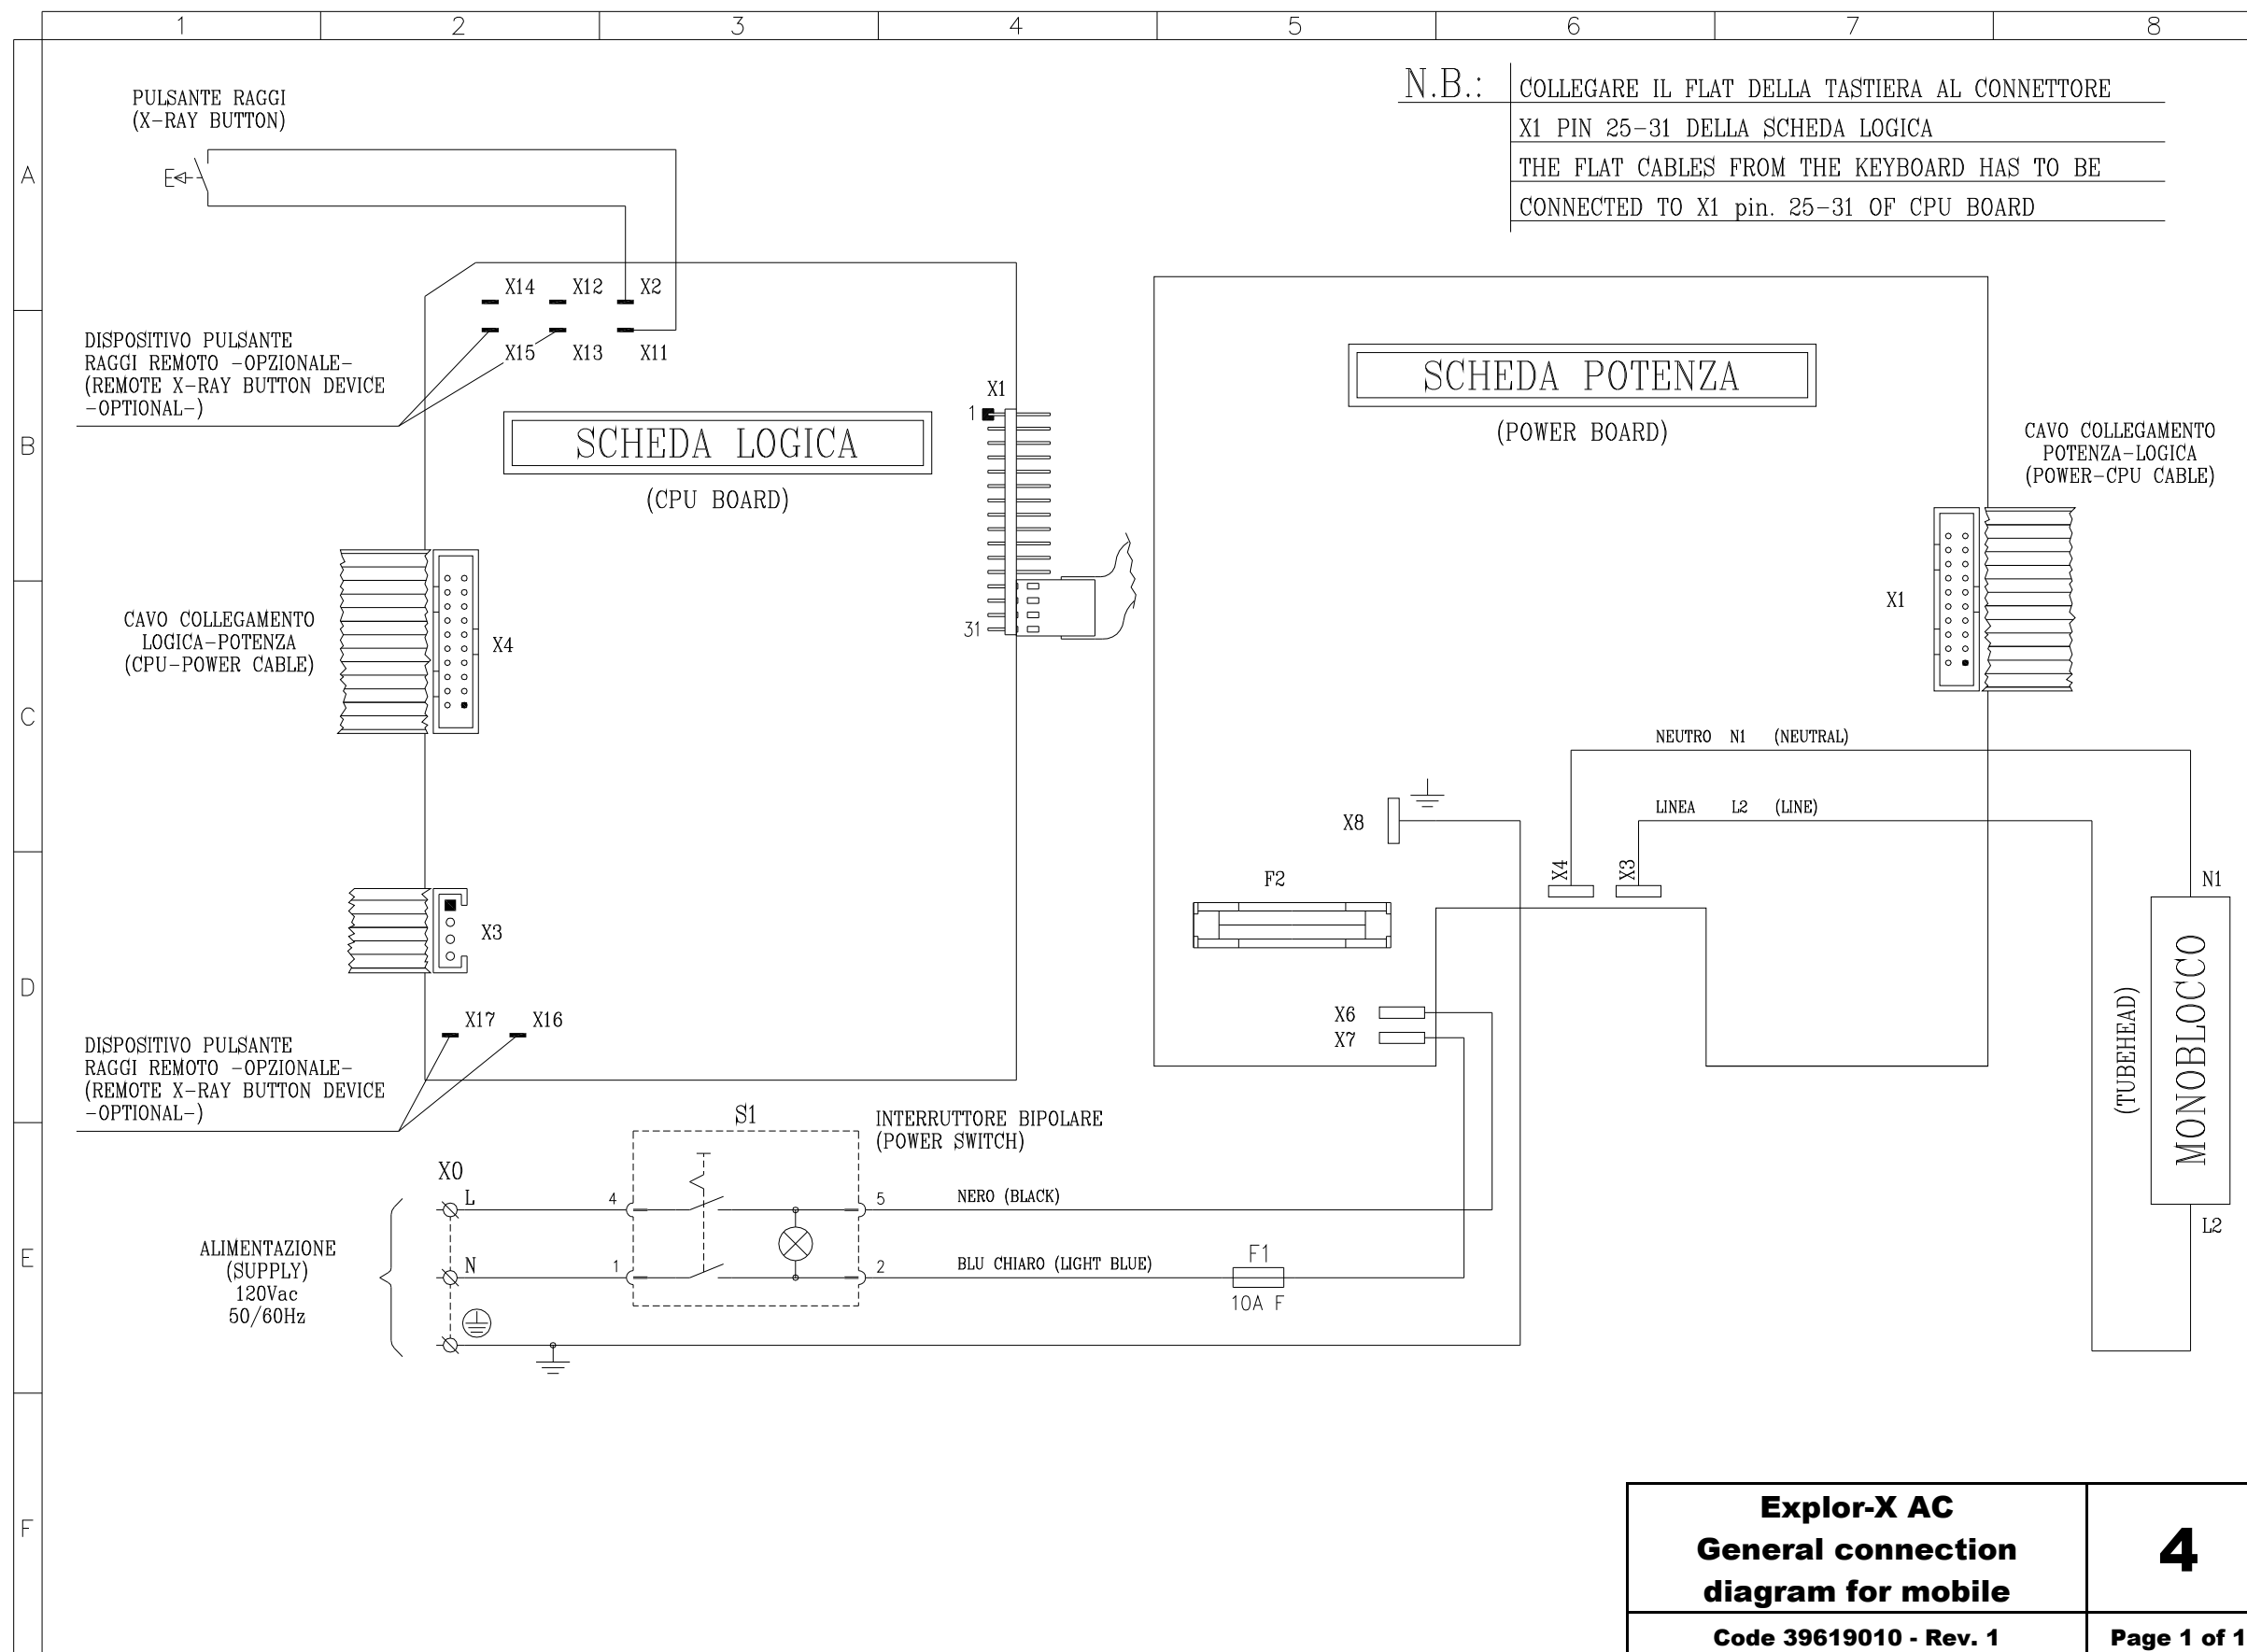 1 2 3 4 5 6 7 8
A
B
C
D
E
F
PULSANTE RAGGI
(X-RAY BUTTON)
N.B.:
COLLEGARE IL FLAT DELLA TASTIERA AL CONNETTORE
X1 PIN 25-31 DELLA SCHEDA LOGICA
THE FLAT CABLES FROM THE KEYBOARD HAS TO BE
CONNECTED TO X1 pin. 25-31 OF CPU BOARD
X14 X12 X2
X15 X13 X11
DISPOSITIVO PULSANTE
RAGGI REMOTO -OPZIONALE-
(REMOTE X-RAY BUTTON DEVICE
-OPTIONAL-)
SCHEDA LOGICA
(CPU BOARD)
X1
1
31
SCHEDA POTENZA
(POWER BOARD)
CAVO COLLEGAMENTO
POTENZA-LOGICA
(POWER-CPU CABLE)
X1
CAVO COLLEGAMENTO
LOGICA-POTENZA
(CPU-POWER CABLE)
X4
NEUTRO N1 (NEUTRAL)
LINEA L2 (LINE)
X8
X4
X3
F2
N1
MONOBLOCCO
(TUBEHEAD)
L2
X3
X6
X7
X17 X16
DISPOSITIVO PULSANTE
RAGGI REMOTO -OPZIONALE-
(REMOTE X-RAY BUTTON DEVICE
-OPTIONAL-)
S1
INTERRUTTORE BIPOLARE
(POWER SWITCH)
X0
L
4
5
NERO (BLACK)
ALIMENTAZIONE
(SUPPLY)
120Vac
50/60Hz
N
1
2
BLU CHIARO (LIGHT BLUE)
F1
10A F
Explor-X AC
General connection
diagram for mobile
4
Code 39619010 - Rev. 1
Page 1 of 1